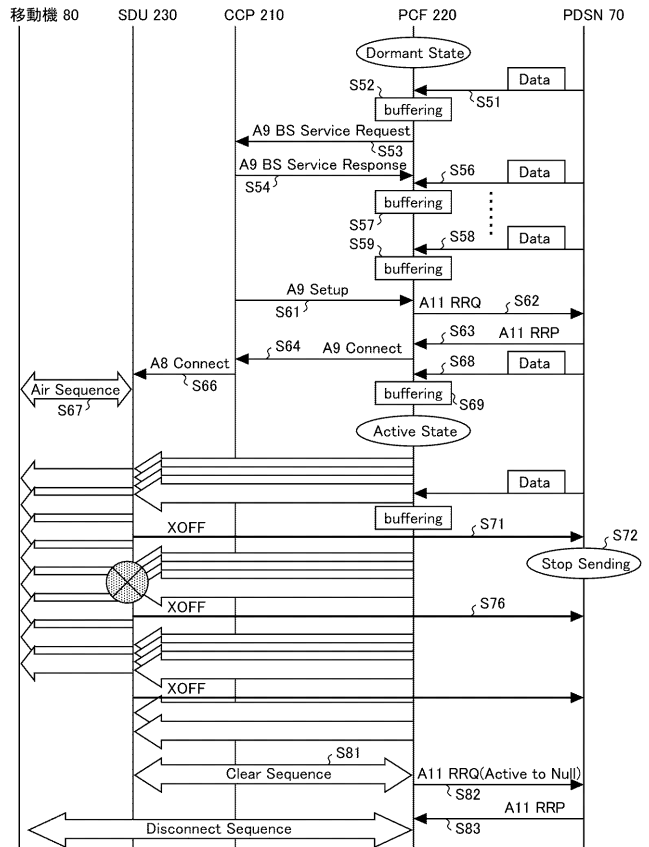 移動機 80
SDU 230
CCP 210
PCF 220
PDSN 70
Dormant State
Data
S51
S52
buffering
A9 BS Service Request
S53
A9 BS Service Response
S54
S56
Data
buffering
S57
S58
Data
S59
buffering
A9 Setup
S61
A11 RRQ
S62
S63
A11 RRP
S64
A9 Connect
A8 Connect
S66
S68
Data
Air Sequence
S67
buffering
S69
Active State
Data
buffering
XOFF
S71
S72
Stop Sending
XOFF
S76
XOFF
S81
Clear Sequence
A11 RRQ(Active to Null)
S82
A11 RRP
S83
Disconnect Sequence